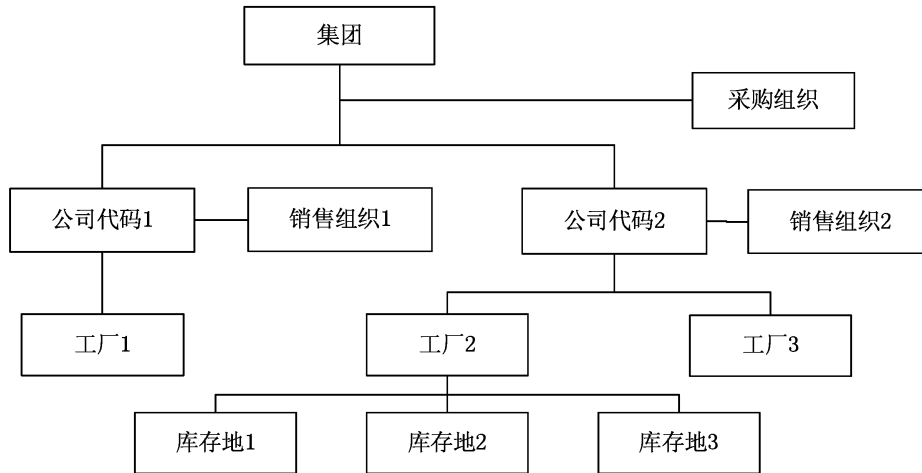 集团
采购组织
公司代码1
销售组织1
公司代码2
销售组织2
工厂1
工厂2
工厂3
库存地1
库存地2
库存地3